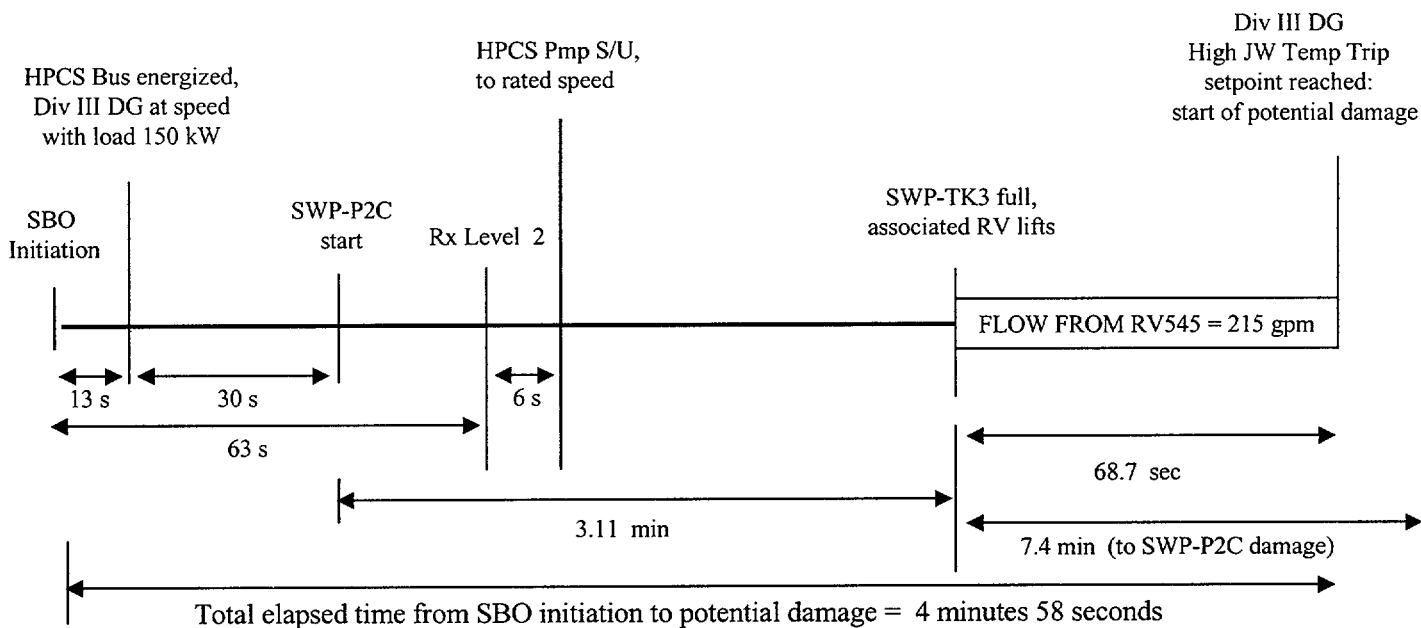 Div III DG
High JW Temp Trip
setpoint reached:
start of potential damage
HPCS Pmp S/U,
to rated speed
HPCS Bus energized,
Div III DG at speed
with load 150 kW
SWP-TK3 full,
associated RV lifts
SWP-P2C
start
Rx Level 2
SBO
Initiation
FLOW FROM RV545 = 215 gpm
13 s
30 s
6 s
63 s
68.7 sec
3.11 min
7.4 min (to SWP-P2C damage)
Total elapsed time from SBO initiation to potential damage = 4 minutes 58 seconds